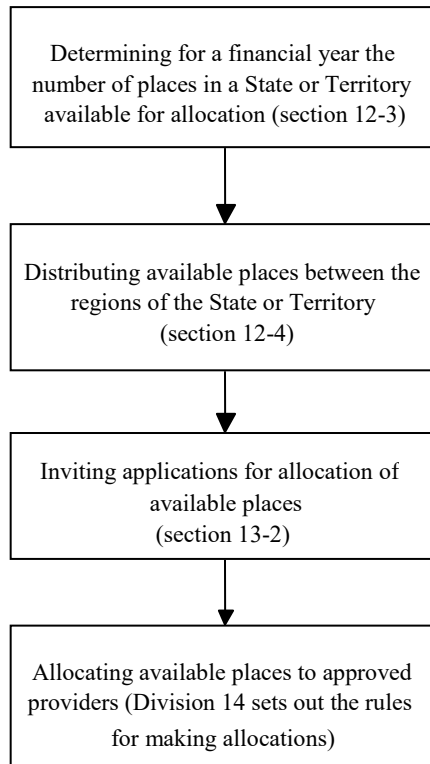 Determining for a financial year the
number of places in a State or Territory
available for allocation (section 12-3)
Distributing available places between the
regions of the State or Territory
(section 12-4)
Inviting applications for allocation of
available places
(section 13-2)
Allocating available places to approved
providers (Division 14 sets out the rules
for making allocations)